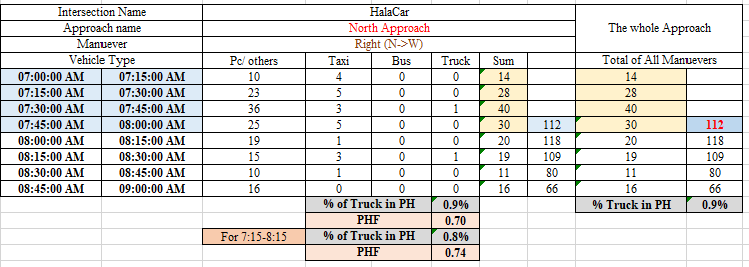 Intersection Name HalaCar The whole Approach
Approach name North Approach
Manuever Right (N->W)
Vehicle Type Pc/ others Taxi Bus Truck Sum Total of All Manuevers
07:00:00 AM 07:15:00 AM 10 4 0 0 14 14
07:15:00 AM 07:30:00 AM 23 5 0 0 28 28
07:30:00 AM 07:45:00 AM 36 3 0 1 40 40
07:45:00 AM 08:00:00 AM 25 5 0 0 30 112 30 112
08:00:00 AM 08:15:00 AM 19 1 0 0 20 118 20 118
08:15:00 AM 08:30:00 AM 15 3 0 1 19 109 19 109
08:30:00 AM 08:45:00 AM 10 1 0 0 11 80 11 80
08:45:00 AM 09:00:00 AM 16 0 0 0 16 66 16 66
% of Truck in PH 0.9% % Truck in PH 0.9%
PHF 0.70
For 7:15-8:15 % of Truck in PH 0.8%
PHF 0.74